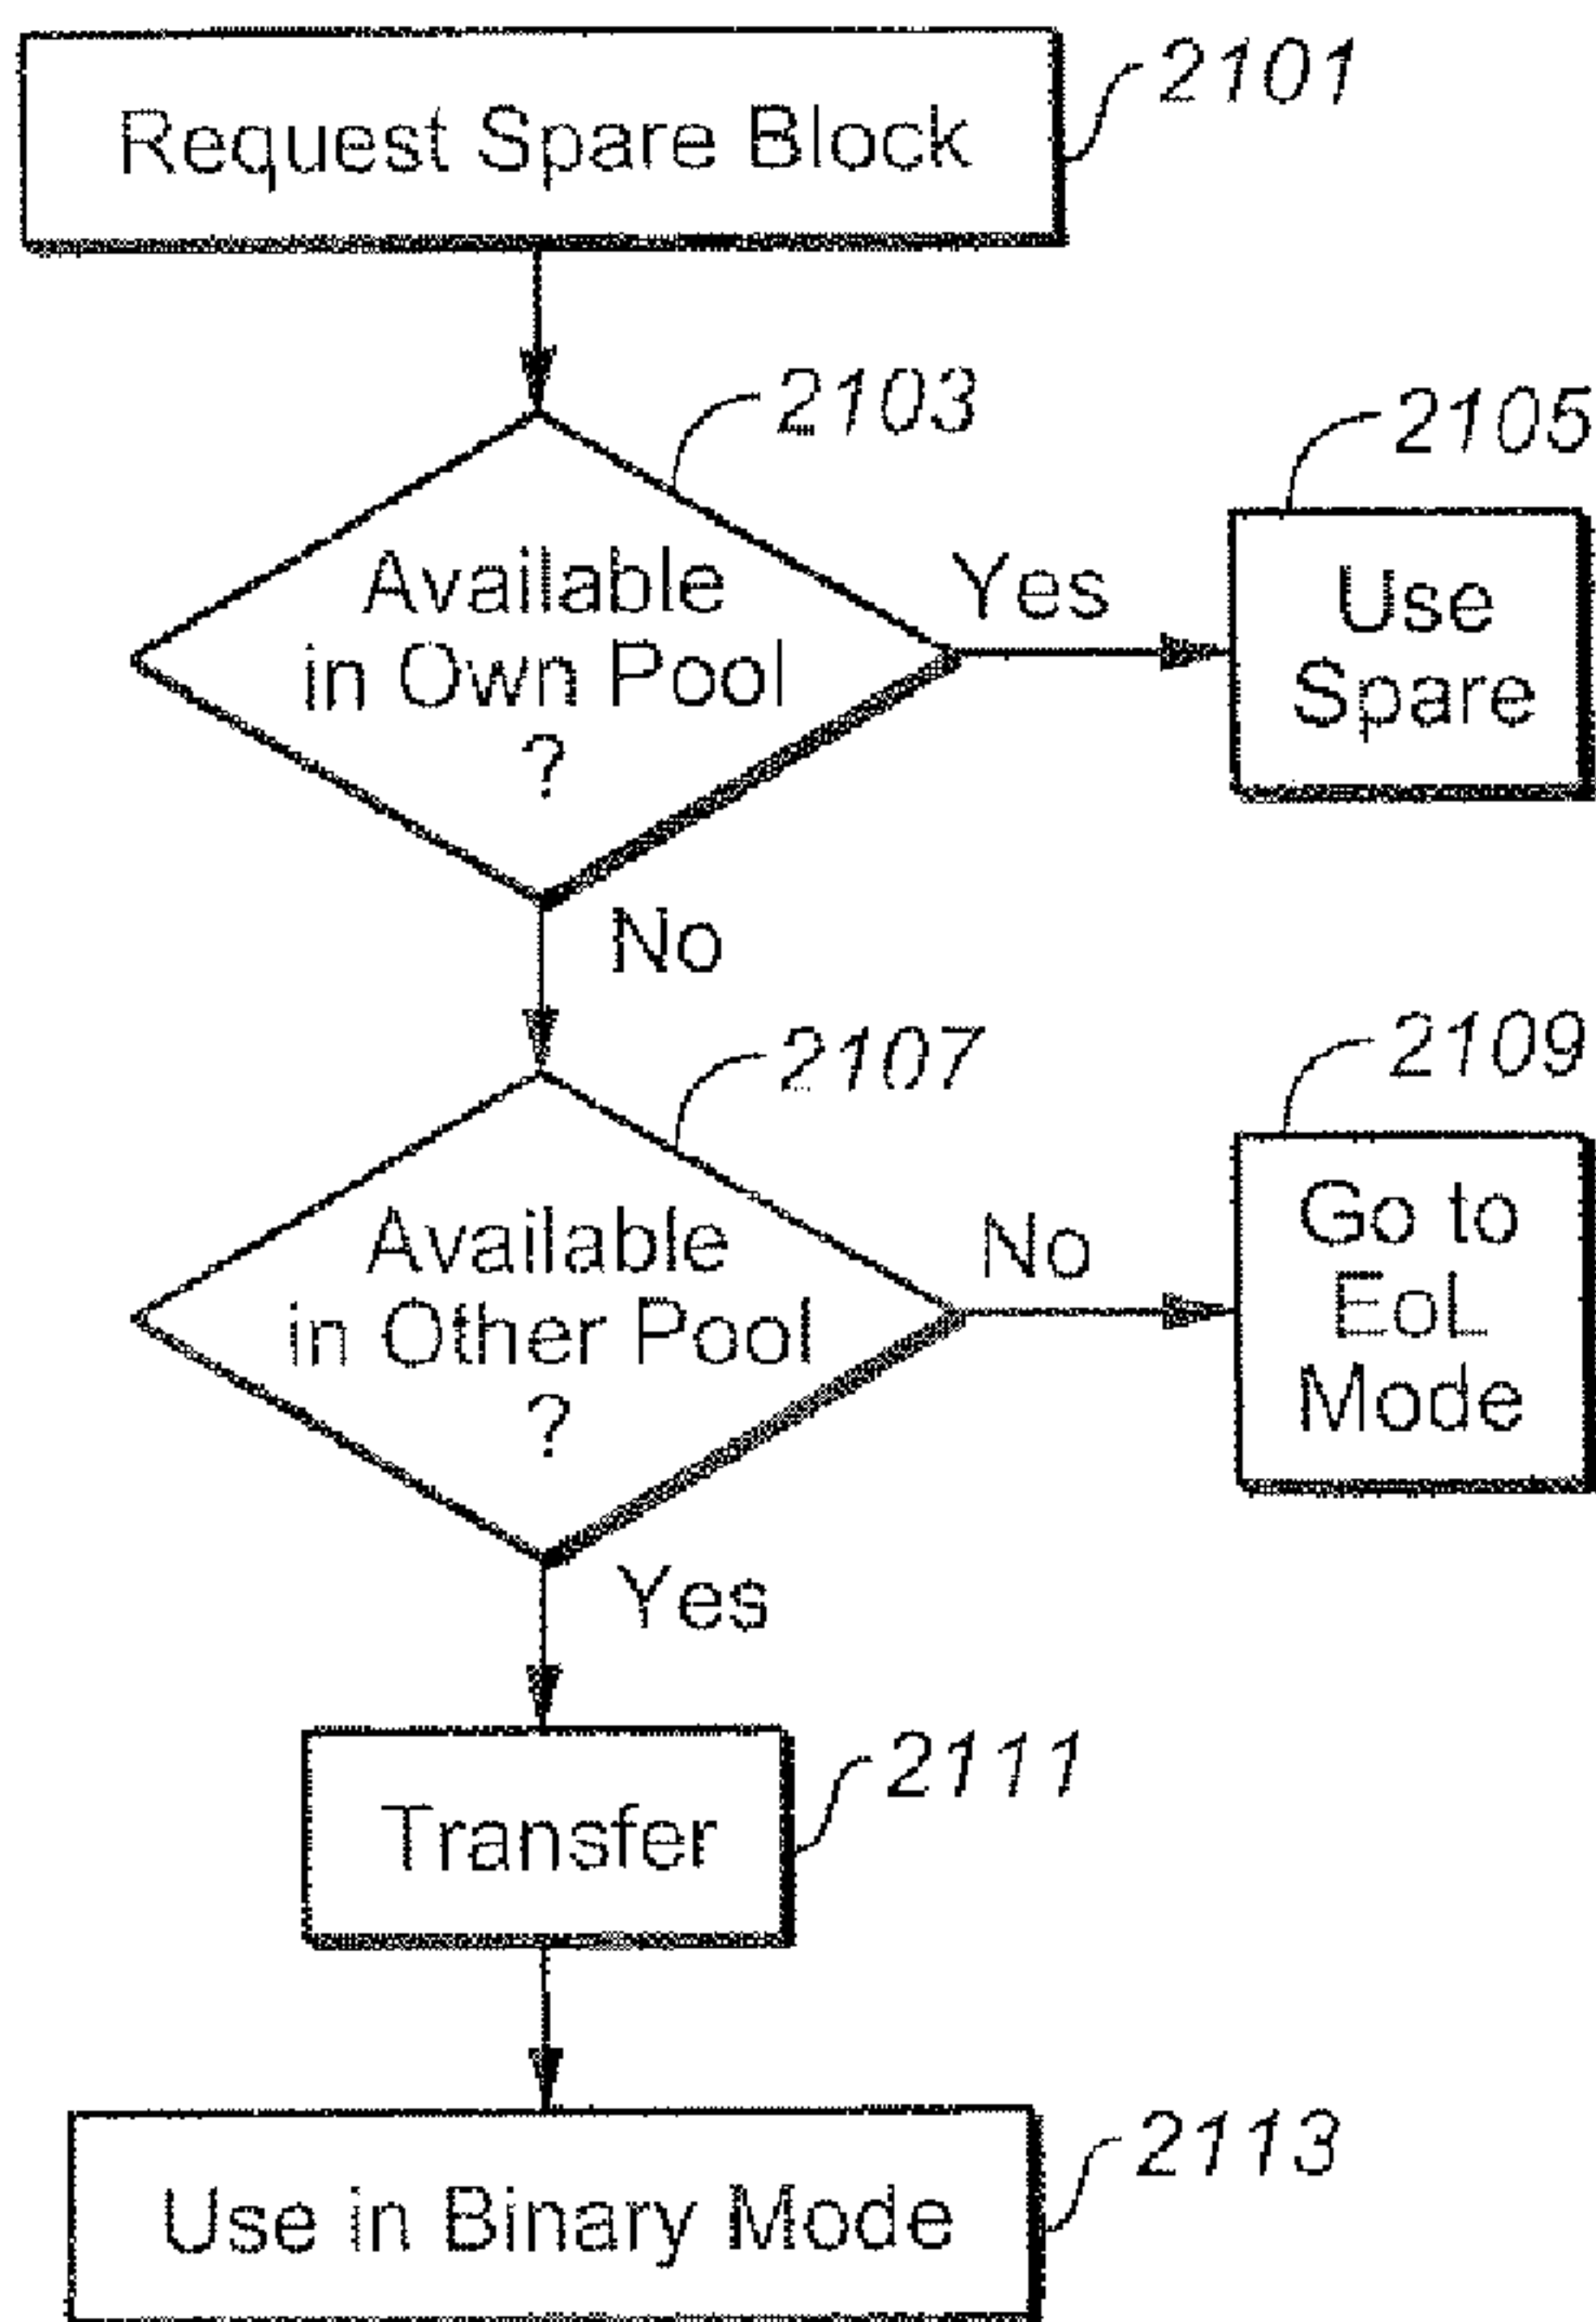 Request Spare Block
2101
2103
Available
in Own Pool
?
Yes
2105
Use
Spare
No
2107
Available
in Other Pool
?
No
2109
Go to
EoL
Mode
Yes
Transfer
2111
Use in Binary Mode
2113